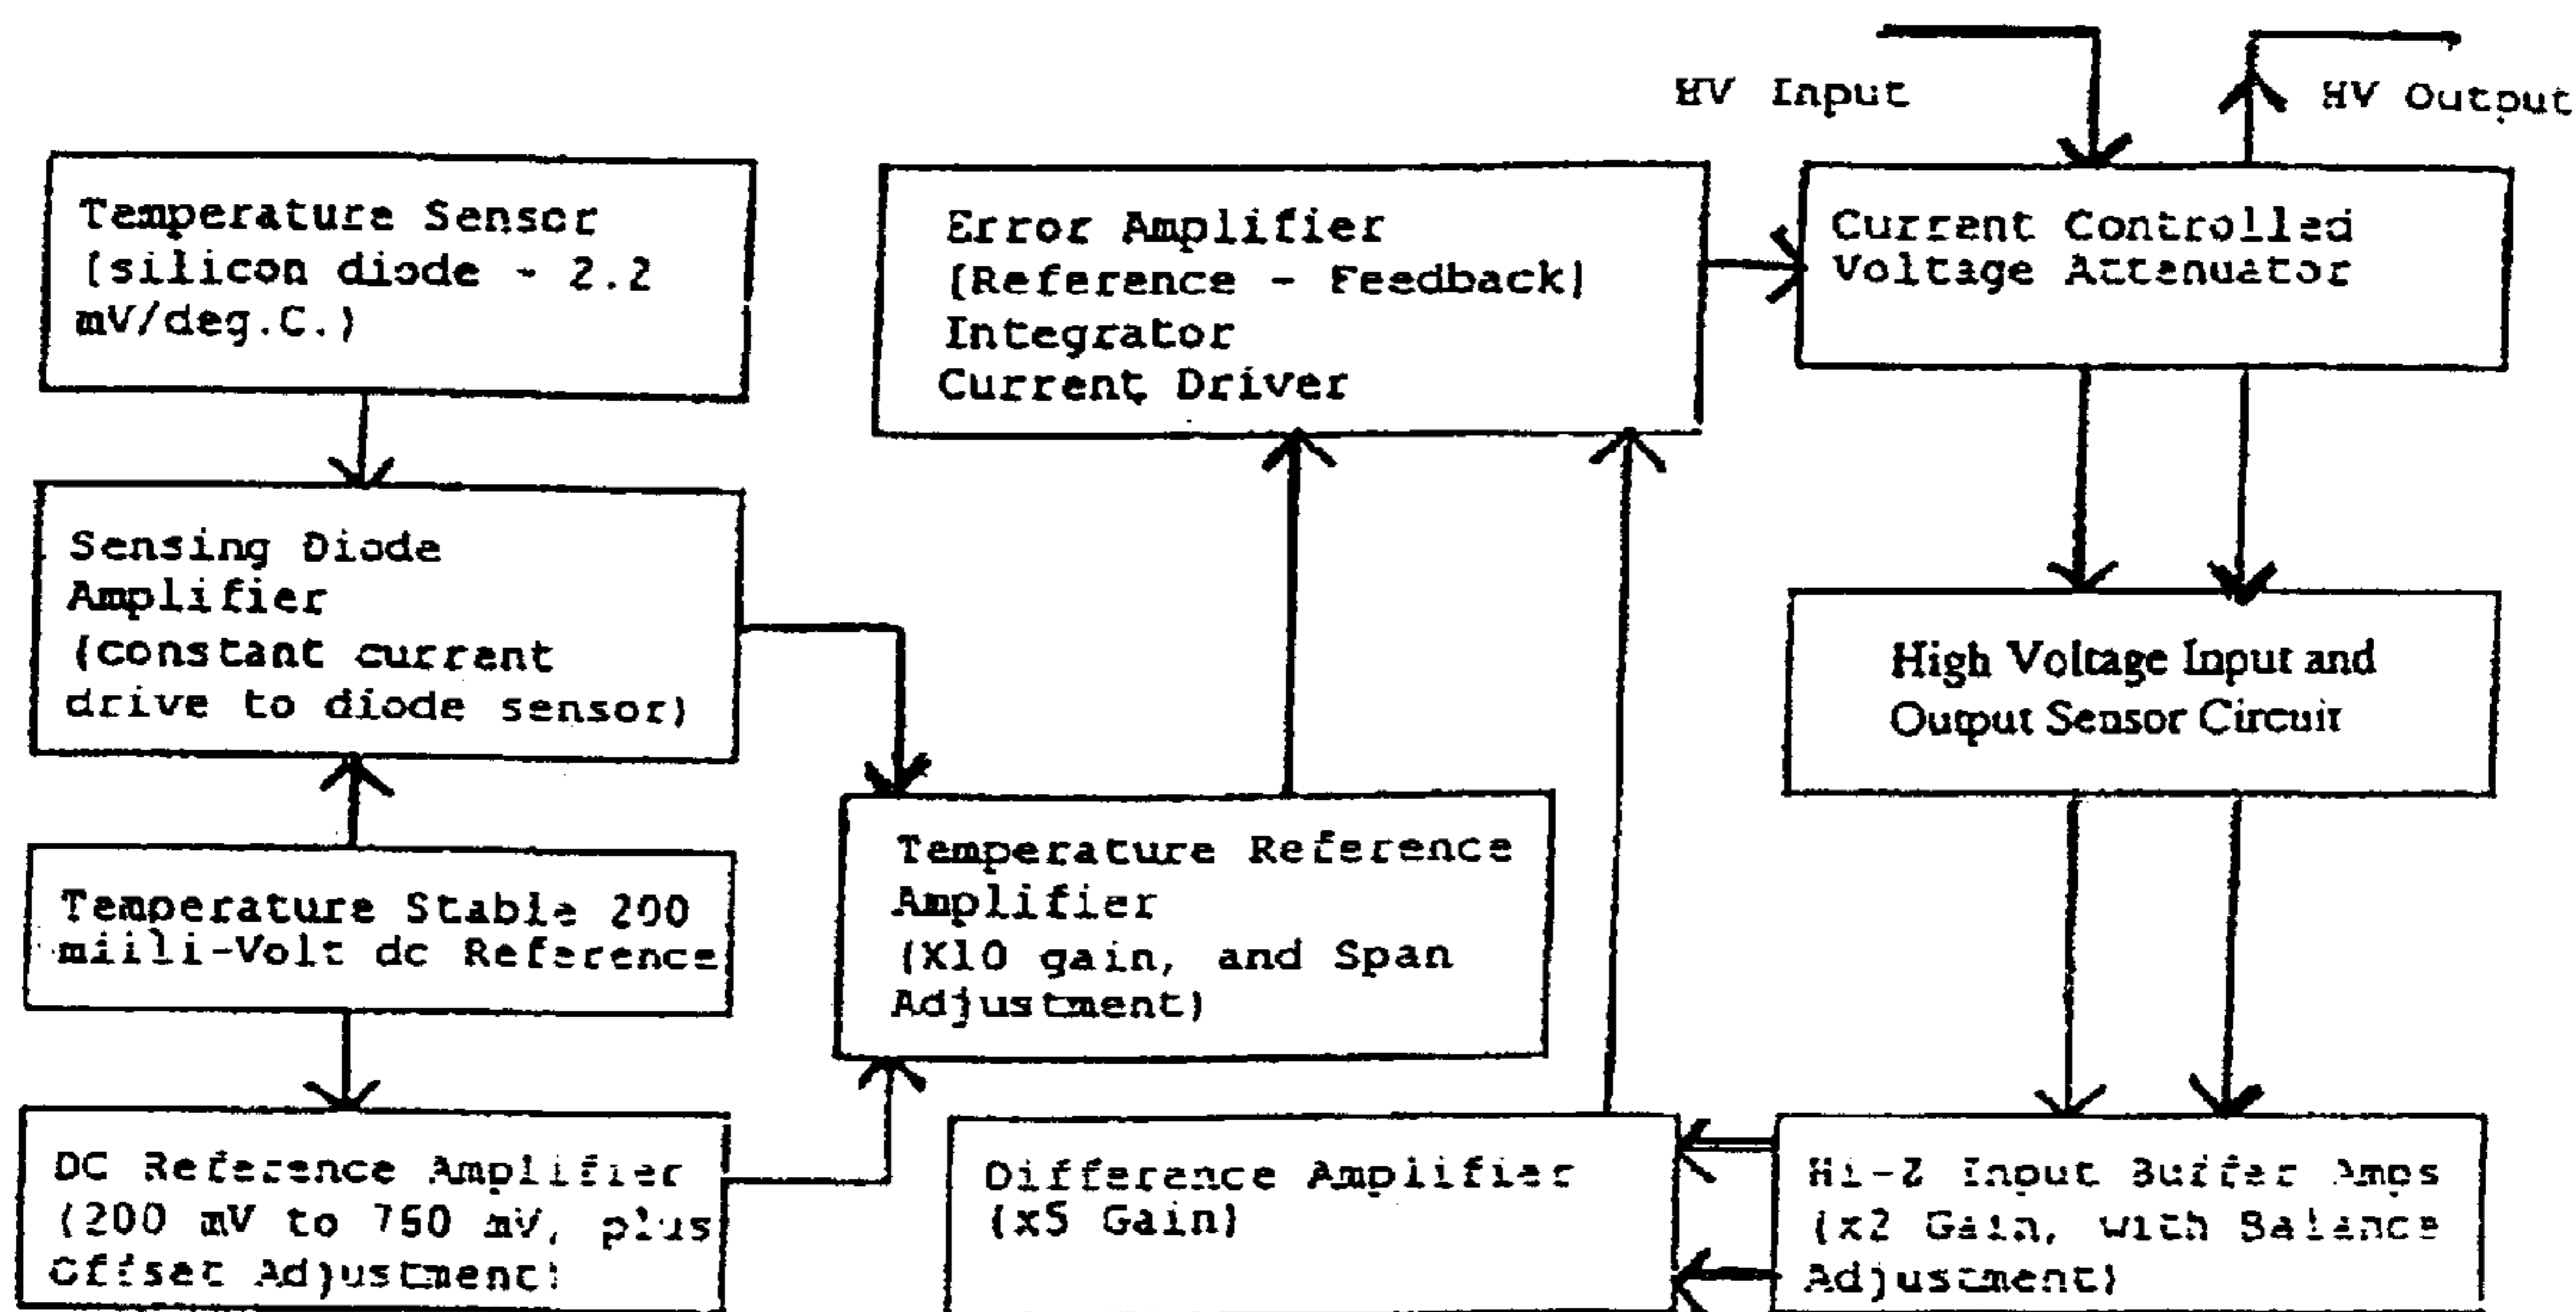 HV Input
HV Output
Temperature Sensor
(silicon diode - 2.2
mV/deg.C.)
Error Amplifier
(Reference - Feedback)
Integrator
Current Driver
Current Controlled
Voltage Attenuator
Sensing Diode
Amplifier
(constant current
drive to diode sensor)
High Voltage Input and
Output Sensor Circuit
Temperature Stable 200
miili-Volt dc Reference
Temperature Reference
Amplifier
(X10 gain, and Span
Adjustment)
DC Reference Amplifier
(200 mV to 750 mV, plus
Offset Adjustment)
Difference Amplifier
(x5 Gain)
Hi-Z Input Buffer Amps
(x2 Gain, with Balance
Adjustment)